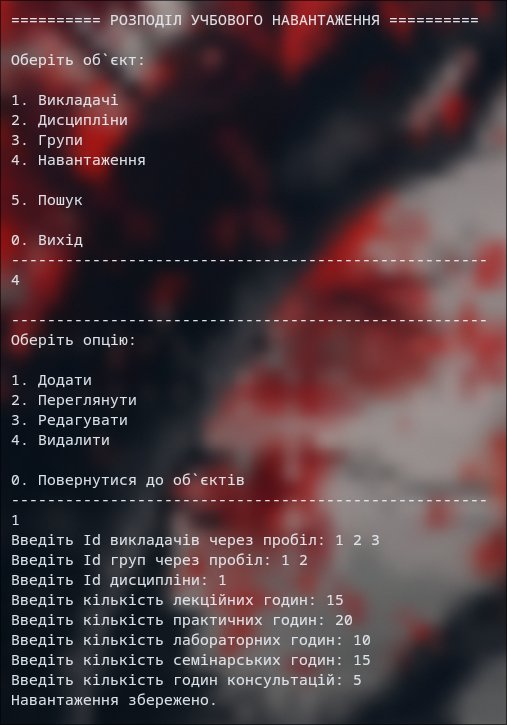 ========== РОЗПОДІЛ УЧБОВОГО НАВАНТАЖЕННЯ ==========
Оберіть об`єкт:
1. Викладачі
2. Дисципліни
3. Групи
4. Навантаження
5. Пошук
0. Вихід
-----------------------------------------------------
4
-----------------------------------------------------
Оберіть опцію:
1. Додати
2. Переглянути
3. Редагувати
4. Видалити
0. Повернутися до об`єктів
-----------------------------------------------------
1
Введіть Id викладачів через пробіл: 1 2 3
Введіть Id груп через пробіл: 1 2
Введіть Id дисципліни: 1
Введіть кількість лекційних годин: 15
Введіть кількість практичних годин: 20
Введіть кількість лабораторних годин: 10
Введіть кількість семінарських годин: 15
Введіть кількість годин консультацій: 5
Навантаження збережено.